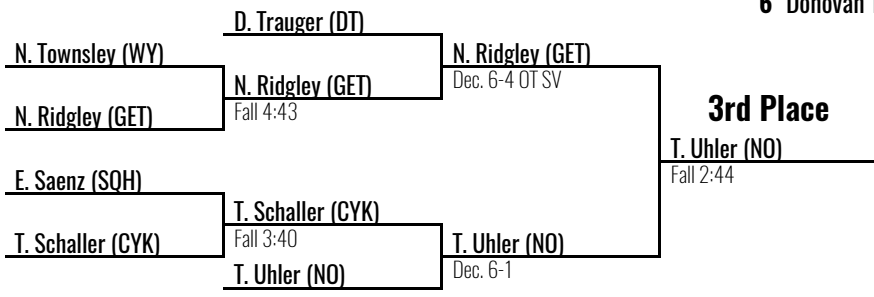 6 Donovan
D. Trauger (DT)
N. Townsley (WY)
N. Ridgley (GET)
Dec. 6-4 OT SV
N. Ridgley (GET)
Fall 4:43
N. Ridgley (GET)
3rd Place
T. Uhler (NO)
Fall 2:44
E. Saenz (SQH)
T. Schaller (CYK)
Fall 3:40
T. Schaller (CYK)
T. Uhler (NO)
Dec. 6-1
T. Uhler (NO)